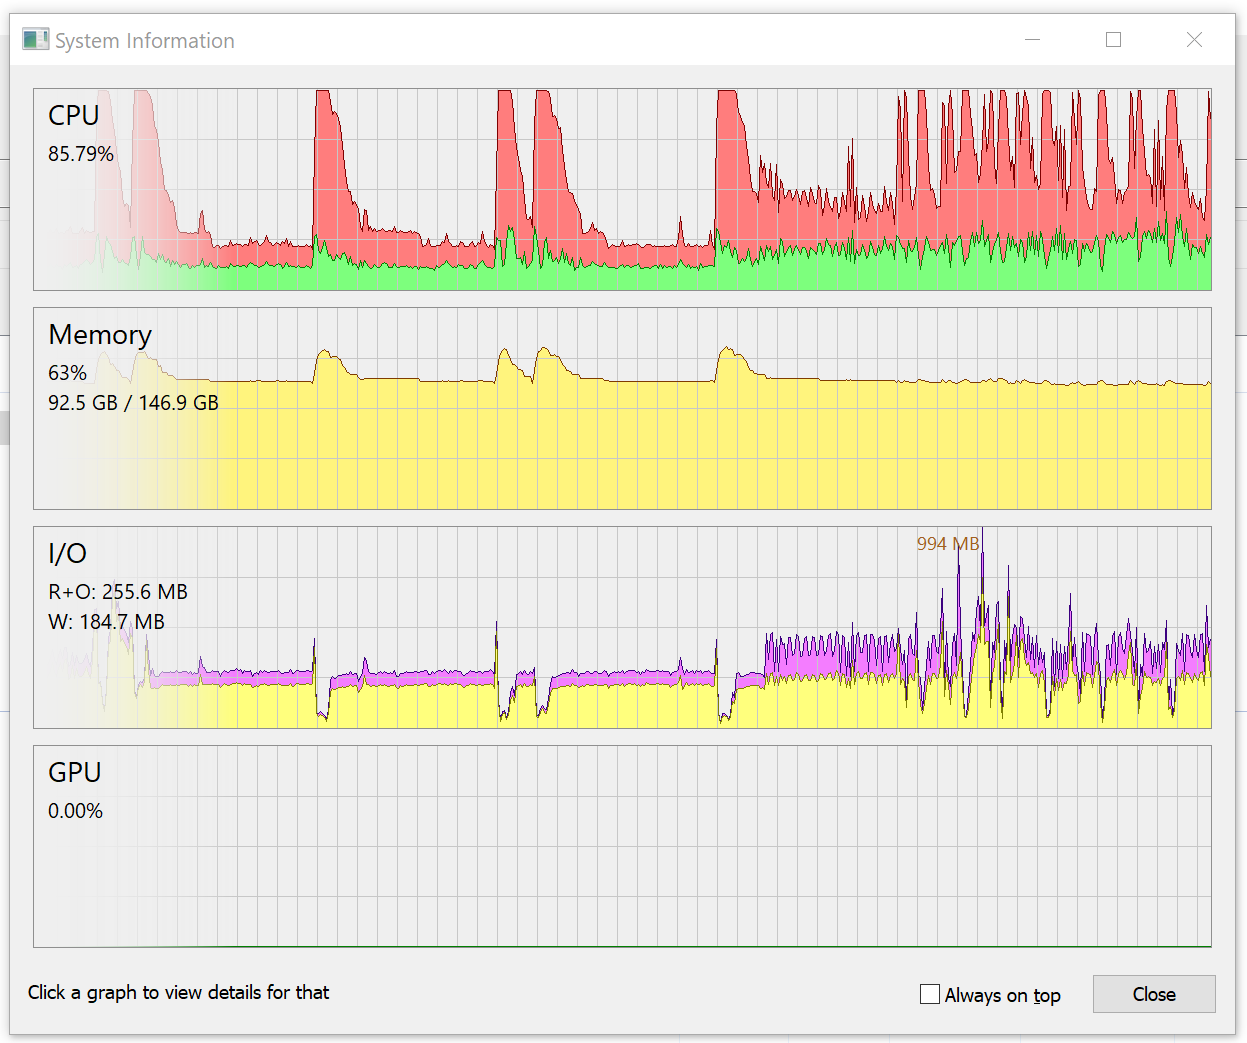 System Information
CPU
85.79%
Memory
63%
92.5 GB / 146.9 GB
I/O
994 MB
R+O: 255.6 MB
W: 184.7 MB
GPU
0.00%
Click a graph to view details for that
Always on top
Close